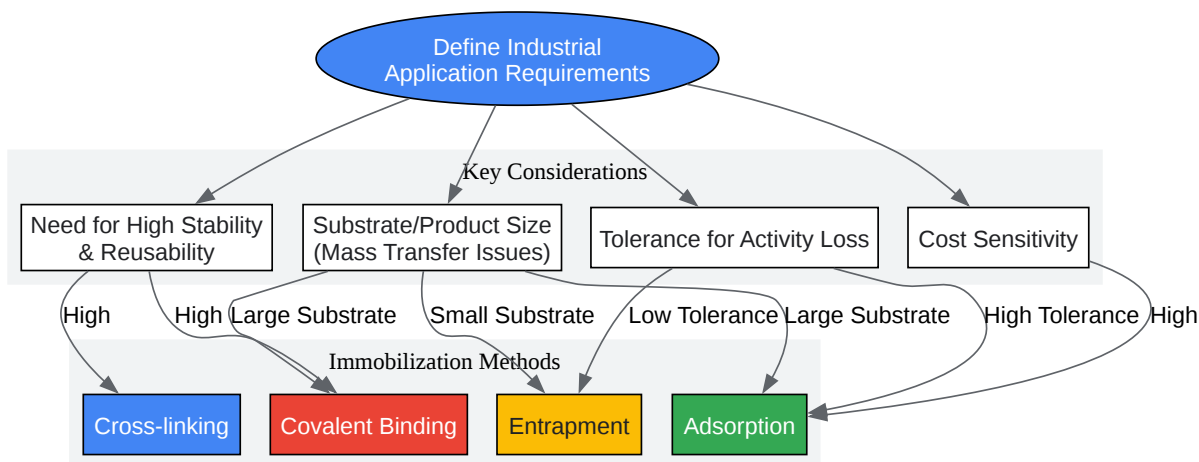 Define Industrial
Application Requirements
Key Considerations
Need for High Stability
& Reusability
Substrate/Product Size
(Mass Transfer Issues)
Tolerance for Activity Loss
Cost Sensitivity
High
High
Large Substrate
Small Substrate
Low Tolerance
Large Substrate
High Tolerance
High
Immobilization Methods
Cross-linking
Covalent Binding
Entrapment
Adsorption